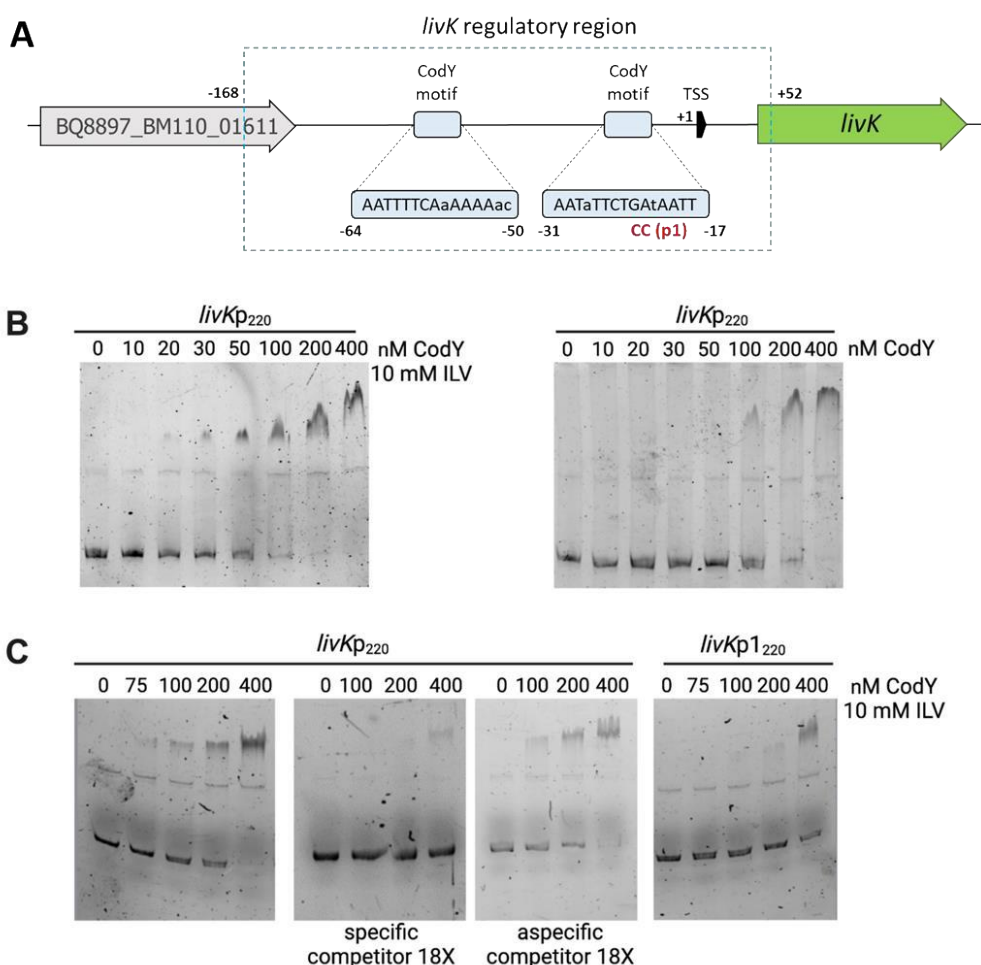 A
livK regulatory region
CodY motif
CodY motif
TSS
-168
+1
+52
BQ8897_BM110_01611
livK
AATTTTCAaAAAAac
AATaTTCTGAtAATT
-64
-50
-31
CC (p1)
-17
B
livKp220
livKp220
0 10 20 30 50 100 200 400 nM CodY
10 mM ILV
0 10 20 30 50 100 200 400 nM CodY
C
livKp220
livKp1220
0 75 100 200 400
0 100 200 400
0 100 200 400
0 75 100 200 400
nM CodY
10 mM ILV
specific
competitor 18X
aspecific
competitor 18X